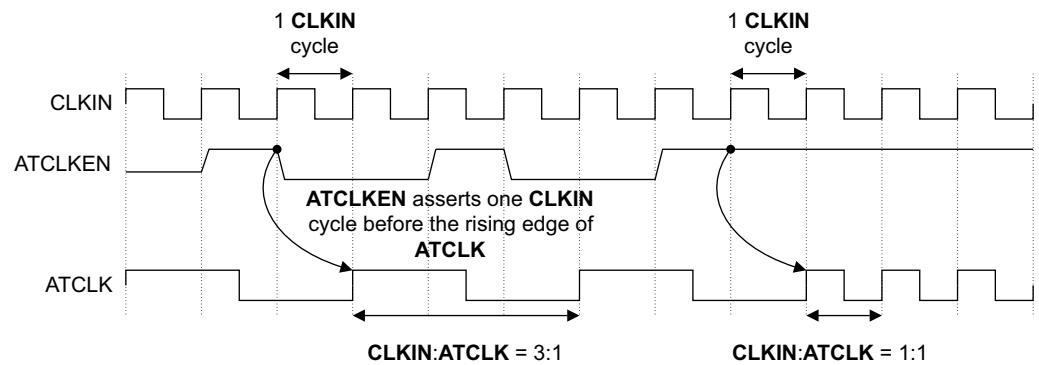 1 CLKIN
cycle
1 CLKIN
cycle
CLKIN
ATCLKEN
ATCLKEN asserts one CLKIN
cycle before the rising edge of
ATCLK
ATCLK
CLKIN:ATCLK = 3:1
CLKIN:ATCLK = 1:1